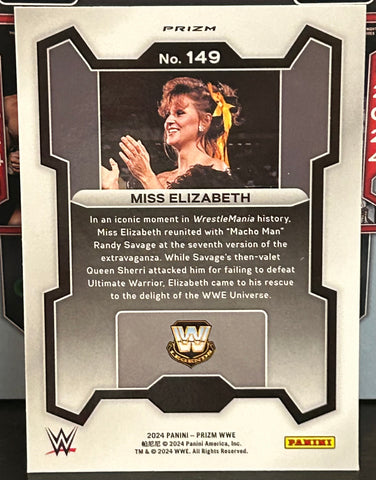 PRIZM
No. 149
MISS ELIZABETH
In an iconic moment in WrestleMania history,
Miss Elizabeth reunited with "Macho Man"
Randy Savage at the seventh version of the
extravaganza. While Savage's then-valet
Queen Sherri attacked him for failing to defeat
Ultimate Warrior, Elizabeth came to his rescue
to the delight of the WWE Universe.
W
LEGENDS
W
2024 PANINI – PRIZM WWE
帕尼尼 © 2024 Panini America, Inc.
TM & © 2024 WWE. All Rights Reserved.
PANINI